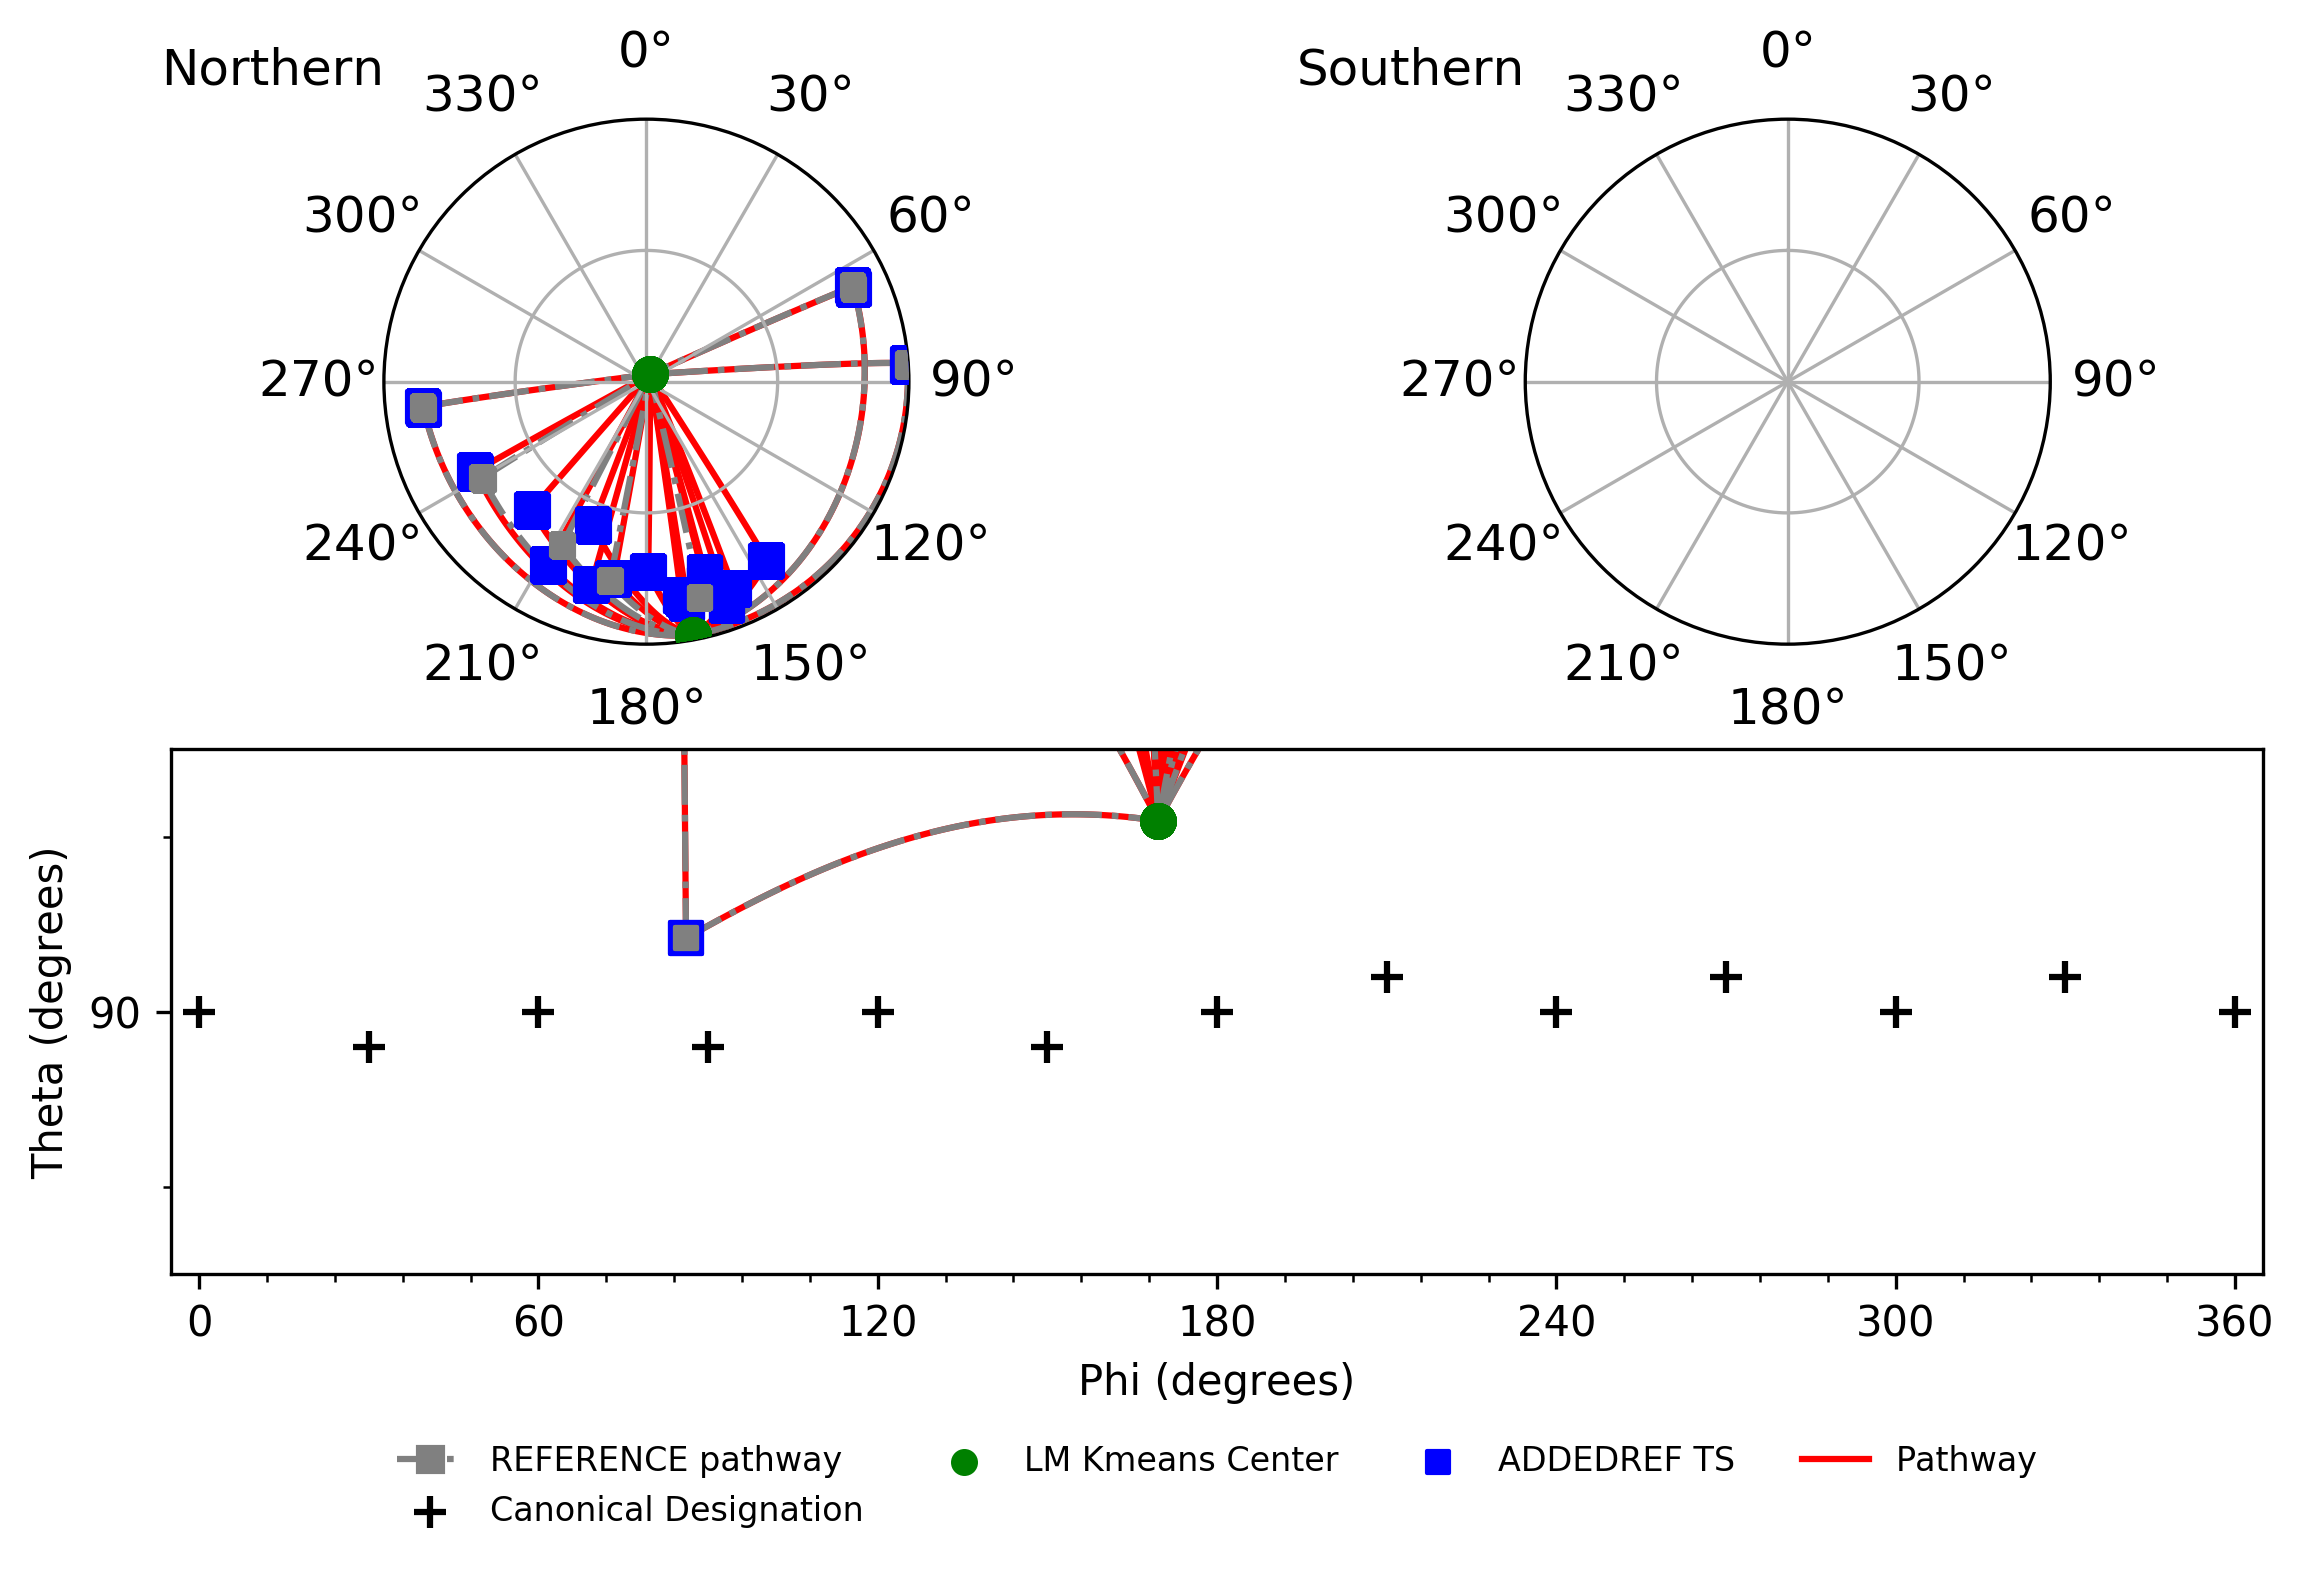 Northern
0°
30°
60°
90°
120°
150°
180°
210°
240°
270°
300°
330°
Southern
0°
30°
60°
90°
120°
150°
180°
210°
240°
270°
300°
330°
Theta (degrees)
90
0 60 120 180 240 300 360
Phi (degrees)
REFERENCE pathway
Canonical Designation
LM Kmeans Center
ADDEDREF TS
Pathway